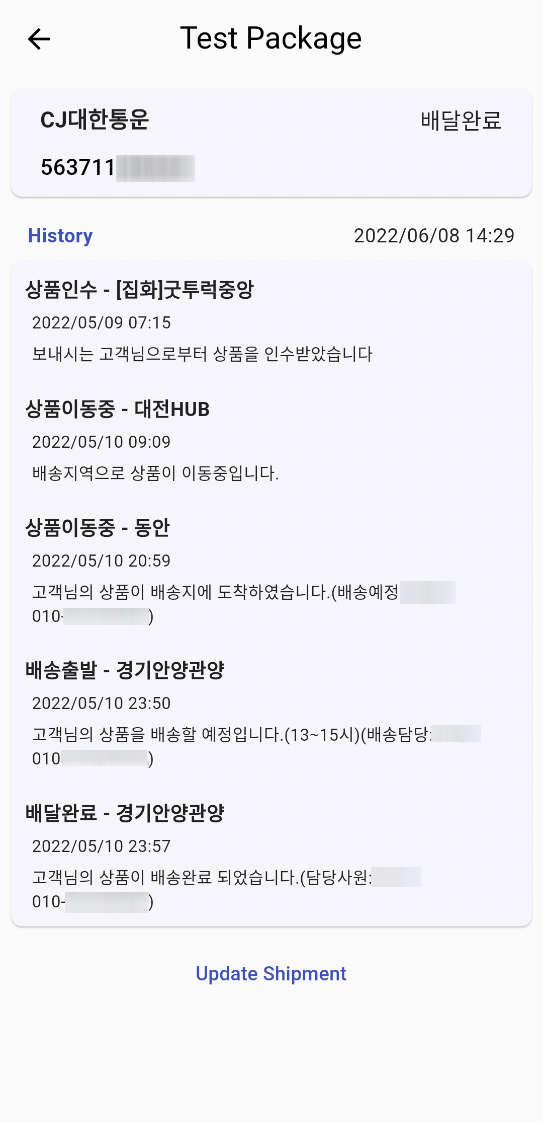 Test Package
CJ대한통운
배달완료
563711
History
2022/06/08 14:29
상품인수 - [집화]굿투럭중앙
2022/05/09 07:15
보내시는 고객님으로부터 상품을 인수받았습니다
상품이동중 - 대전HUB
2022/05/10 09:09
배송지역으로 상품이 이동중입니다.
상품이동중 - 동안
2022/05/10 20:59
고객님의 상품이 배송지에 도착하였습니다.(배송예정
010-)
배송출발 - 경기안양관양
2022/05/10 23:50
고객님의 상품을 배송할 예정입니다.(13~15시)(배송담당:
010)
배달완료 - 경기안양관양
2022/05/10 23:57
고객님의 상품이 배송완료 되었습니다.(담당사원:
010-)
Update Shipment